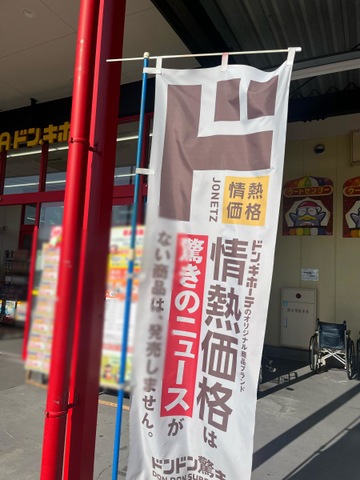 Aドン.キホーテ
ド
JONETZ
情熱
価格
ドン・キホーテのオリジナル商品ブランド
情熱価格は
驚きのニュースが
ない商品は、発売しません。
ドンドン驚き